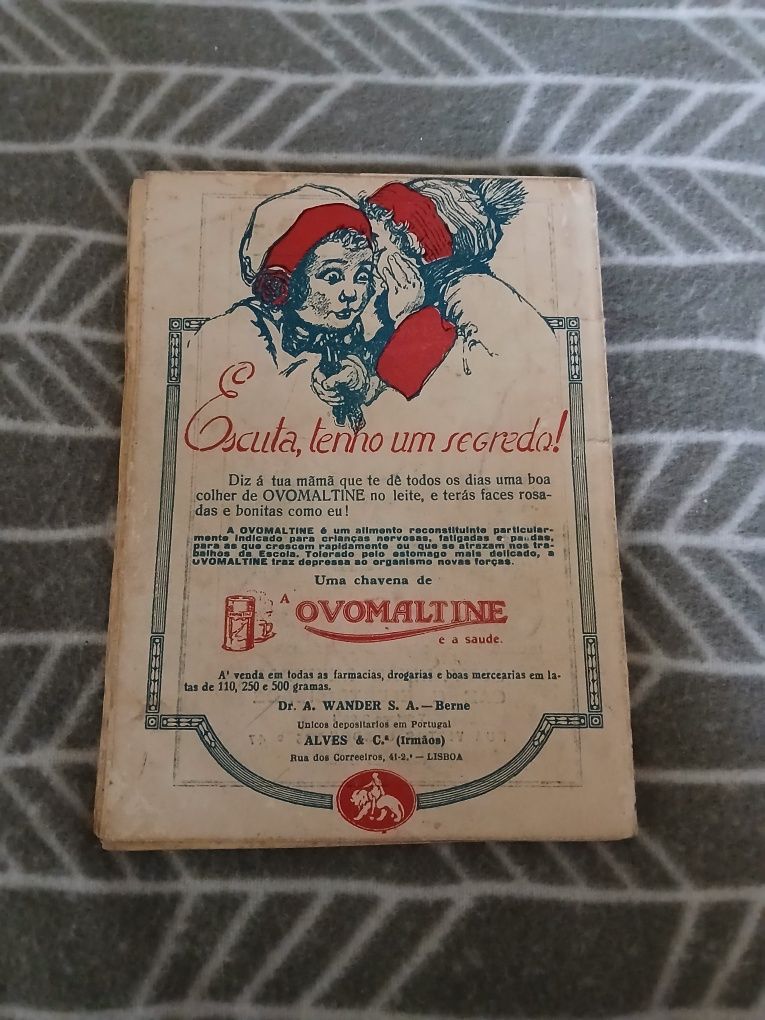 Escuta, tenho um segredo!
Diz á tua mãmã que te dê todos os dias uma boa
colher de OVOMALTINE no leite, e terás faces rosa-
das e bonitas como eu!
A OVOMALTINE é um alimento reconstituinte particular-
mente indicado para crianças nervosas, fatigadas e
para as que crescem rapidamente ou que se atrazam nos tra-
balhos da Escola. Tolerado pelo estomago mais delicado, a
OVOMALTINE traz depressa ao organismo novas forças.
Uma chavena de
A OVOMALTINE
e a saude.
A' venda em todas as farmacias, drogarias e boas mercearias em la-
tas de 110, 250 e 500 gramas.
Dr. A. WANDER S. A. — Berne
Unicos depositarios em Portugal
ALVES & C.ª (Irmãos)
Rua dos Correeiros, 41-2.º — LISBOA